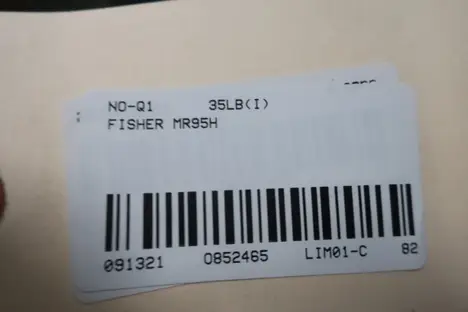 NO-Q1 35LB(I)
FISHER MR95H
091321 0852465 LIM01-C 82